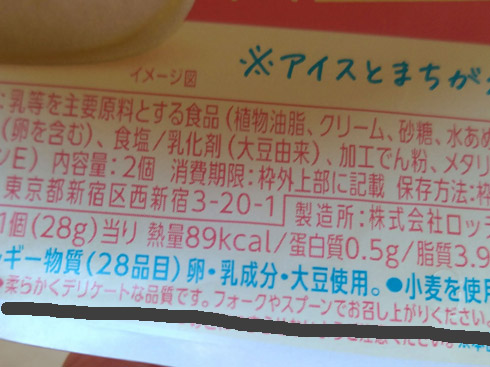 イメージ図
※アイスとまちが
:乳等を主要原料とする食品(植物油脂、クリーム、砂糖、水あめ
(卵を含む)、食塩/乳化剤(大豆由来)、加工でん粉、メタリ
ンE) 内容量:2個 消費期限:枠外上部に記載 保存方法:枠
東京都新宿区西新宿3-20-1 製造所:株式会社ロッテ
1個(28g)当り 熱量89kcal/蛋白質0.5g/脂質3.9
ギー物質(28品目) 卵・乳成分・大豆使用。●小麦を使
●柔らかくデリケートな品質です。フォークやスプーンでお召し上がりください。